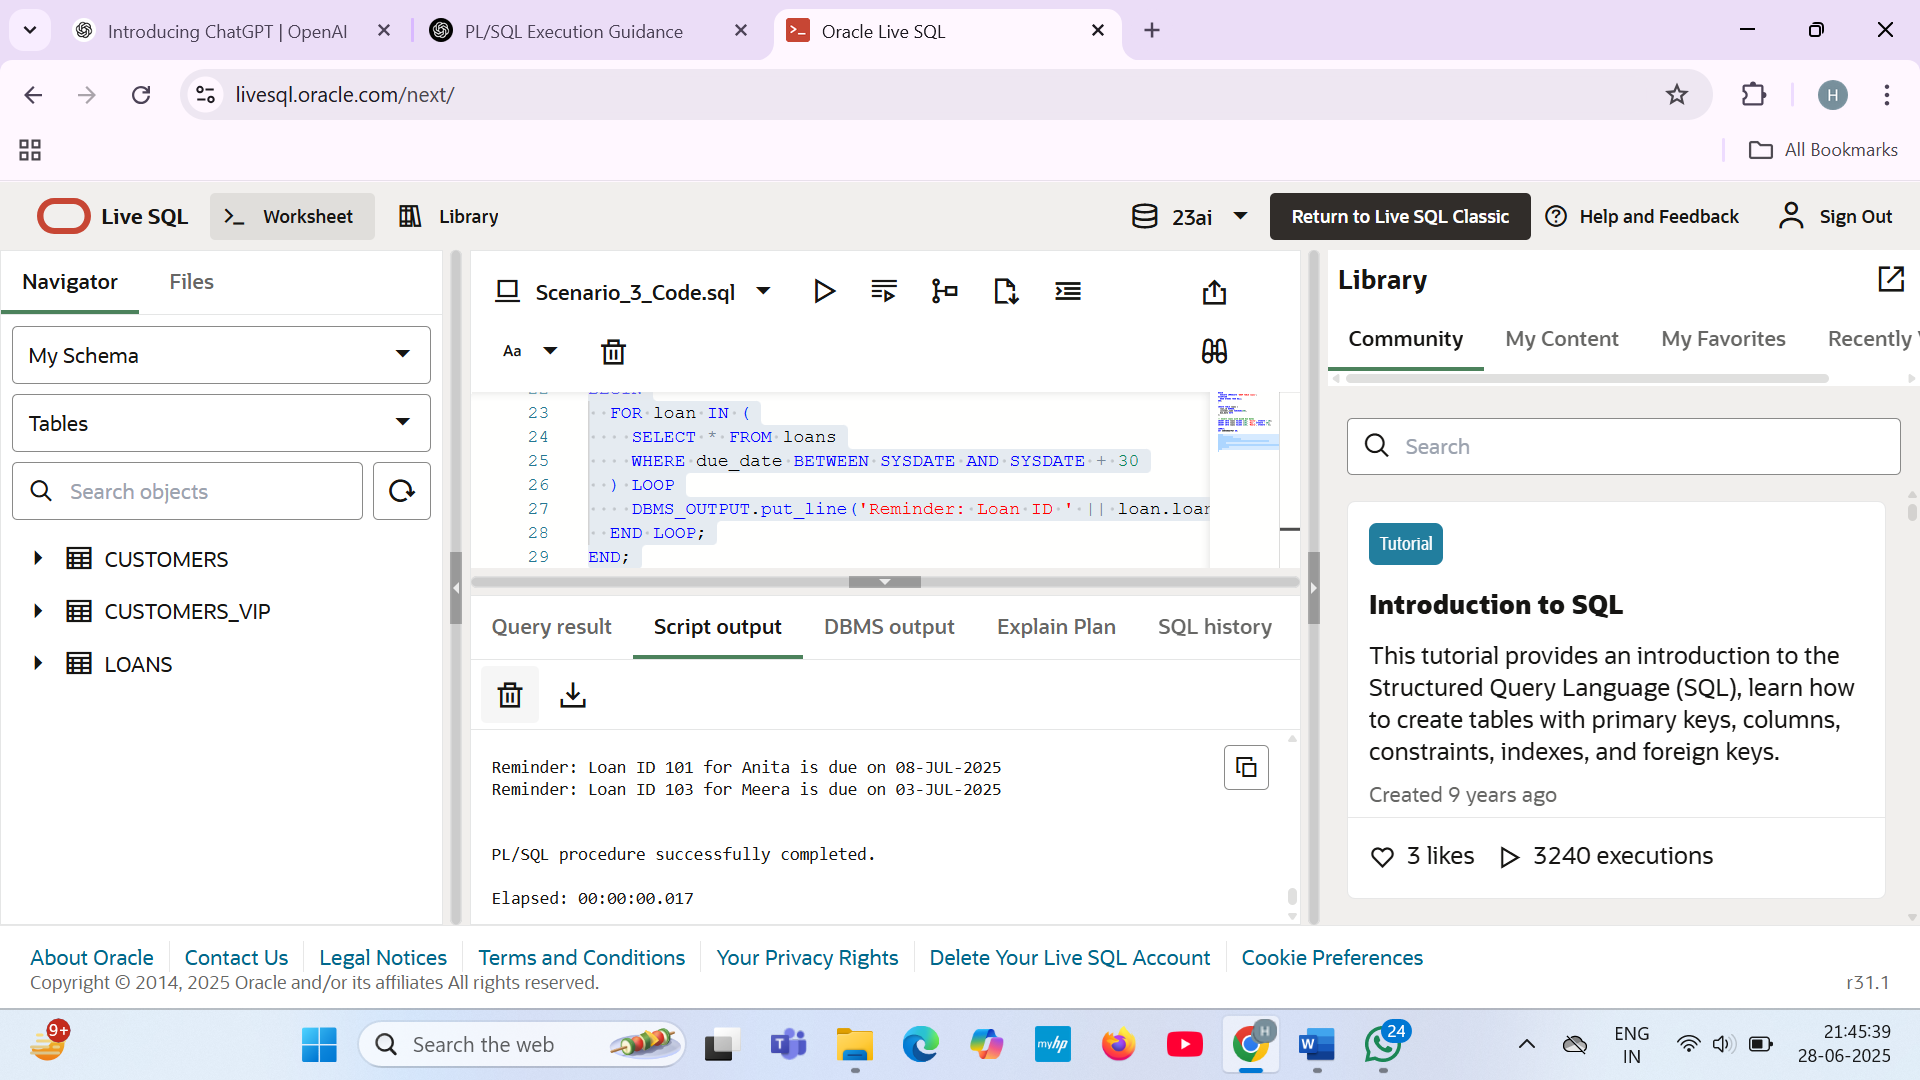 Introducing ChatGPT | OpenAI
PL/SQL Execution Guidance
Oracle Live SQL
livesql.oracle.com/next/
H
All Bookmarks
Live SQL
Worksheet
Library
23ai
Return to Live SQL Classic
Help and Feedback
Sign Out
Navigator
Files
My Schema
Tables
Search objects
CUSTOMERS
CUSTOMERS_VIP
LOANS
Scenario_3_Code.sql
Aa
22 BEGIN
23 FOR loan IN (
24 SELECT * FROM loans
25 WHERE due_date BETWEEN SYSDATE AND SYSDATE + 30
26 ) LOOP
27 DBMS_OUTPUT.put_line('Reminder: Loan ID ' || loan.loan
28 END LOOP;
29 END;
Query result
Script output
DBMS output
Explain Plan
SQL history
Reminder: Loan ID 101 for Anita is due on 08-JUL-2025
Reminder: Loan ID 103 for Meera is due on 03-JUL-2025
PL/SQL procedure successfully completed.
Elapsed: 00:00:00.017
Library
Community
My Content
My Favorites
Recently
Search
Tutorial
Introduction to SQL
This tutorial provides an introduction to the
Structured Query Language (SQL), learn how
to create tables with primary keys, columns,
constraints, indexes, and foreign keys.
Created 9 years ago
3 likes
3240 executions
About Oracle
Contact Us
Legal Notices
Terms and Conditions
Your Privacy Rights
Delete Your Live SQL Account
Cookie Preferences
Copyright © 2014, 2025 Oracle and/or its affiliates All rights reserved.
r31.1
9+
Search the web
myhp
H
W
24
ENG
IN
21:45:39
28-06-2025